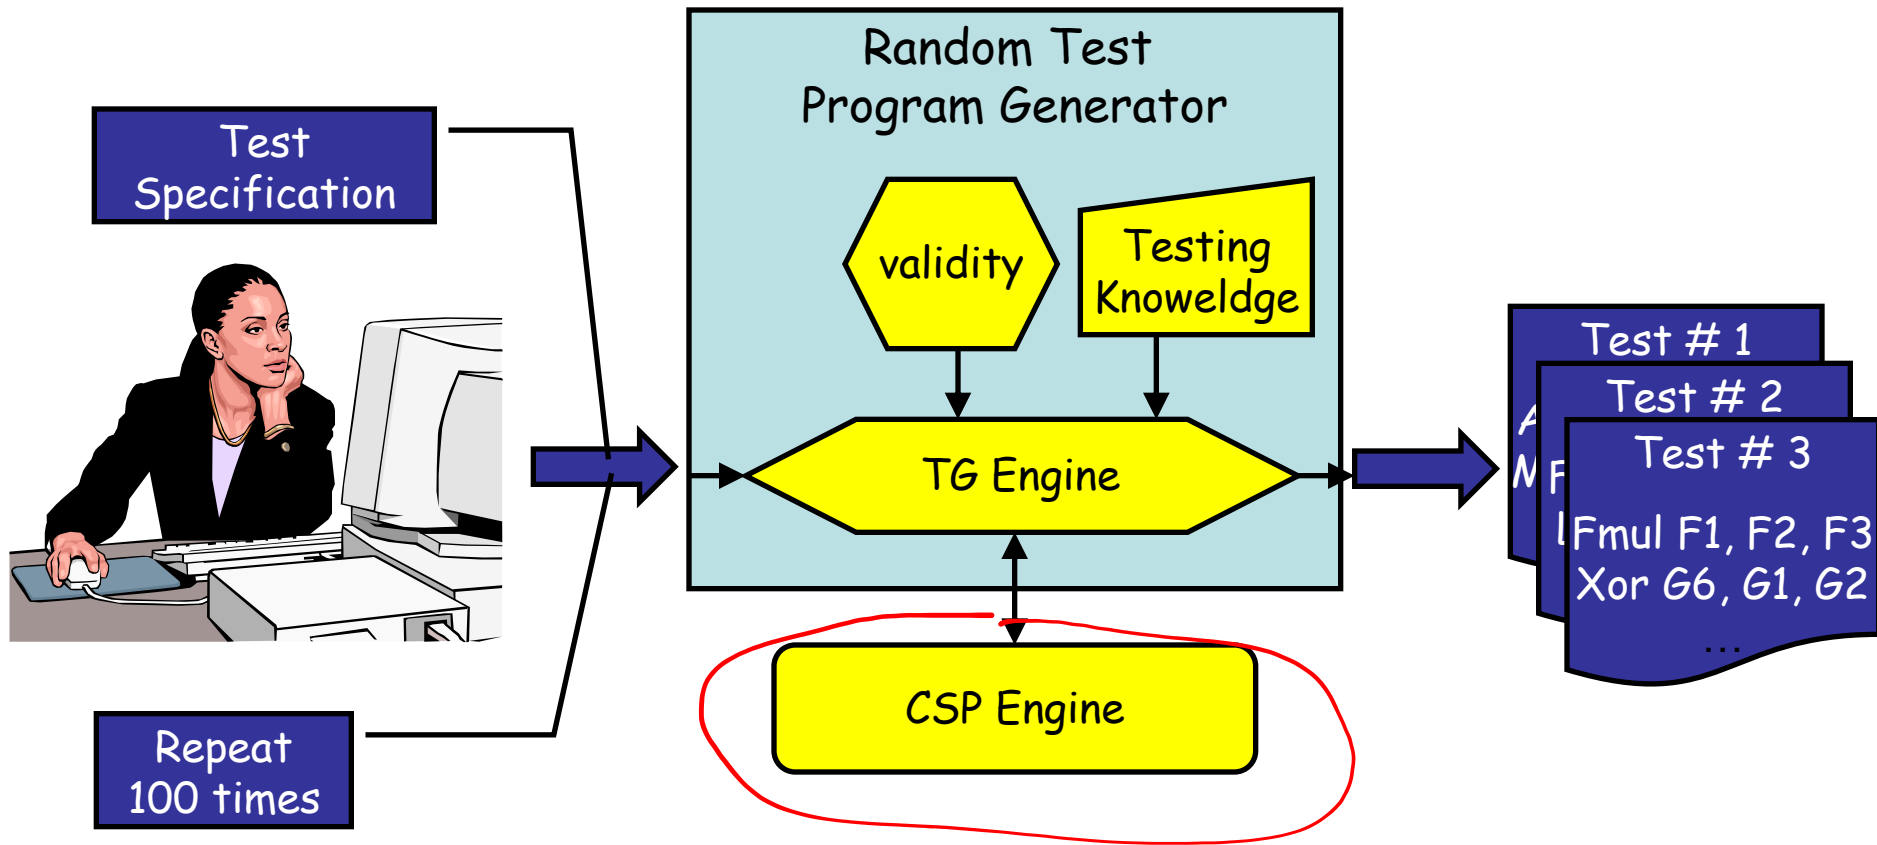 Random Test
Program Generator
Test
Specification
validity
Testing
Knoweldge
TG Engine
CSP Engine
Repeat
100 times
Test # 1
Test # 2
Test # 3
Fmul F1, F2, F3
Xor G6, G1, G2
...